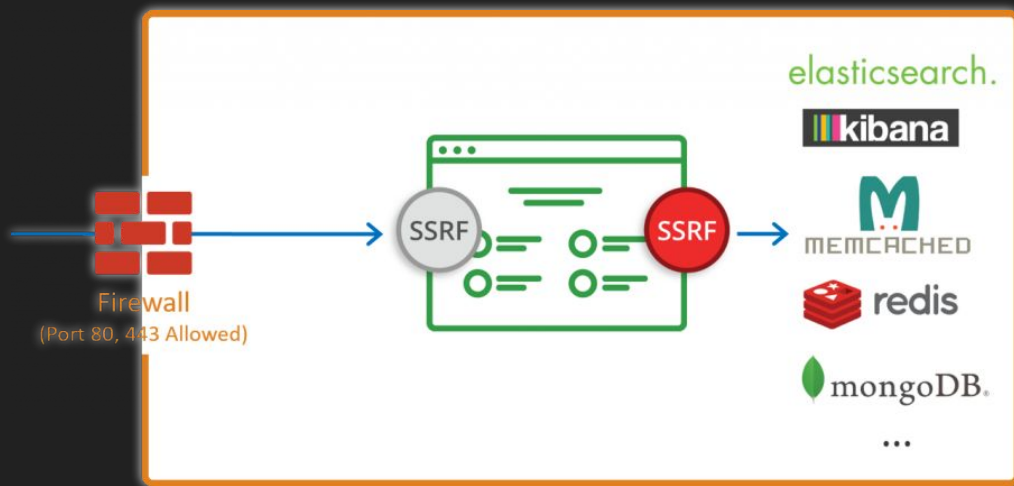 elasticsearch.
kibana
SSRF
SSRF
MEMCACHED
Firewall
(Port 80, 443 Allowed)
redis
mongoDB®
...